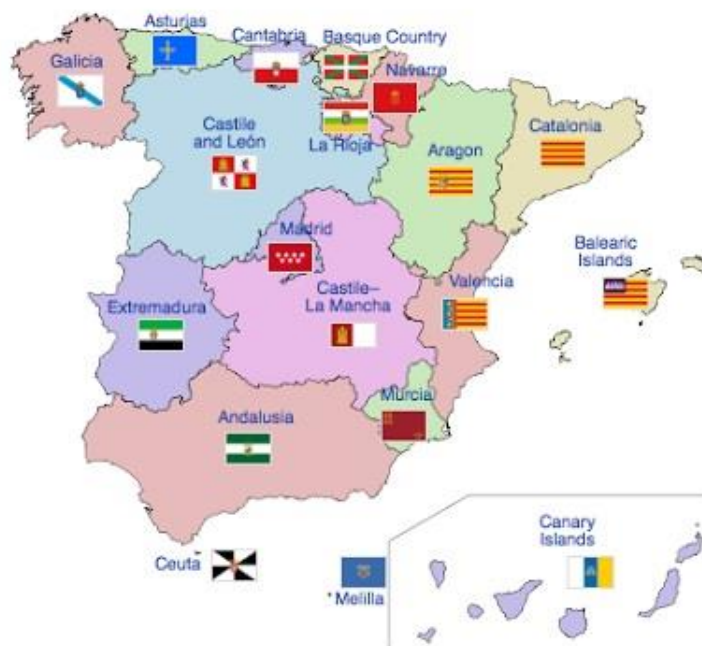 Asturias
Cantabria
Basque Country
Galicia
Navarre
Castile
and León
La Rioja
Aragon
Catalonia
Madrid
Balearic
Islands
Extremadura
Castile–
La Mancha
Valencia
Murcia
Andalusia
Canary
Islands
Ceuta
Melilla